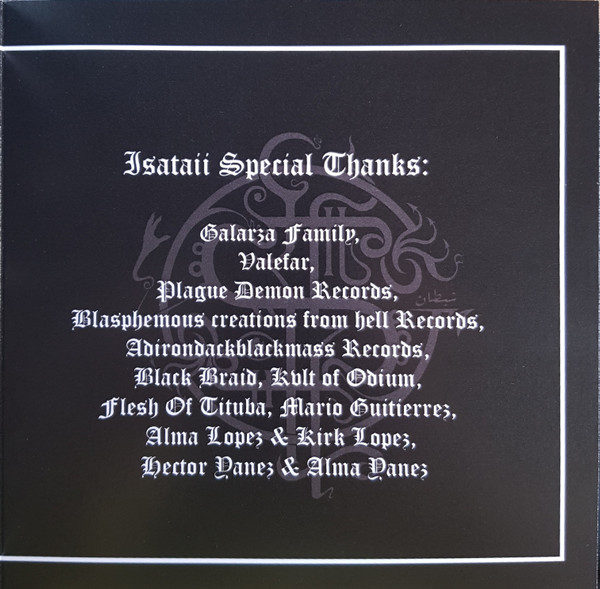 Isataii Special Thanks:
Galarza Family,
Valefar,
Plague Demon Records,
Blasphemous creations from hell Records,
Adirondackblackmass Records,
Black Braid, Kvlt of Odium,
Flesh Of Tituba, Mario Guitierrez,
Alma Lopez & Kirk Lopez,
Hector Yanez & Alma Yanez
شيطان